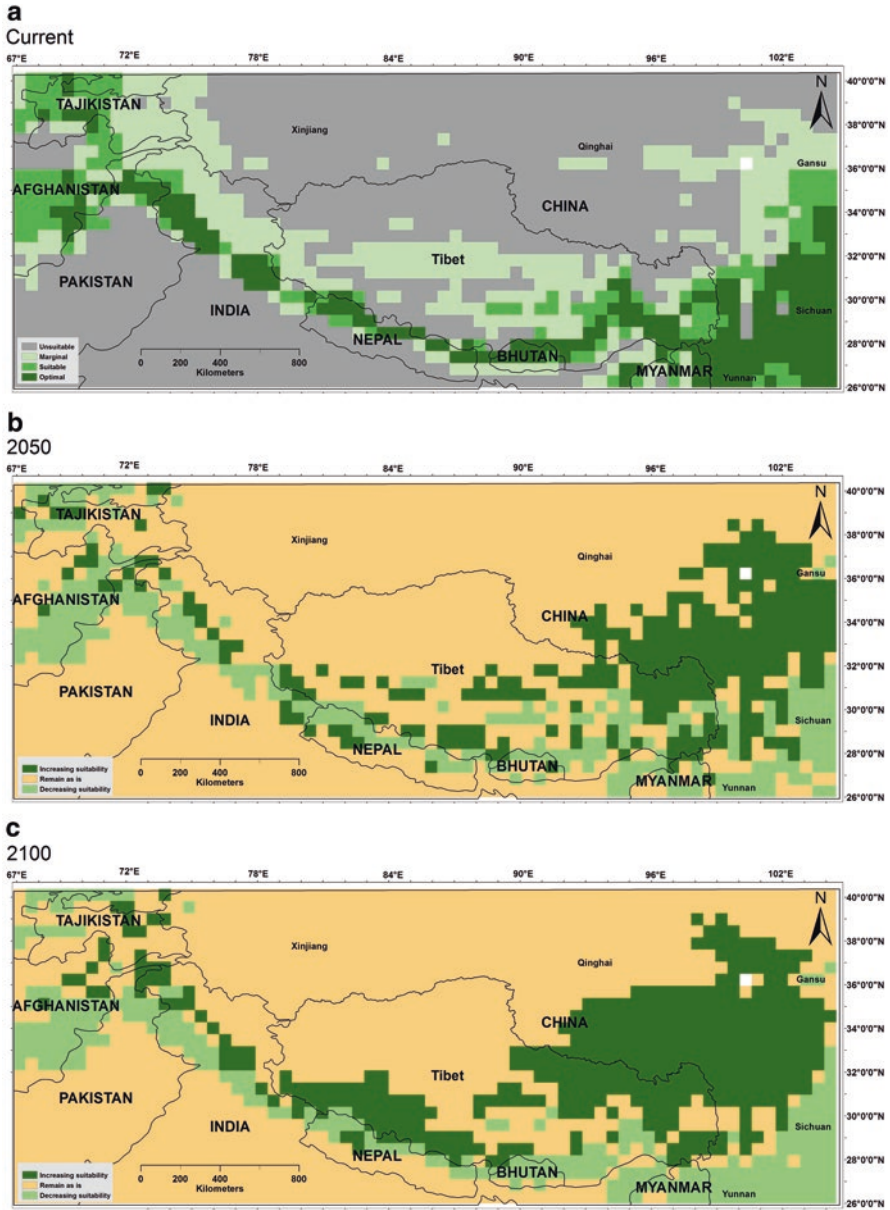 a
Current
67°E 72°E 78°E 84°E 90°E 96°E 102°E
N
40°0'0"N
TAJIKISTAN
Xinjiang
38°0'0"N
Qinghai
Gansu
36°0'0"N
AFGHANISTAN
CHINA
34°0'0"N
Tibet
32°0'0"N
PAKISTAN
INDIA
30°0'0"N
Sichuan
NEPAL
BHUTAN
28°0'0"N
MYANMAR
Yunnan
26°0'0"N
Unsuitable
Marginal
Suitable
Optimal
0 200 400 800
Kilometers
b
2050
67°E 72°E 78°E 84°E 90°E 96°E 102°E
N
40°0'0"N
TAJIKISTAN
Xinjiang
38°0'0"N
Qinghai
Gansu
36°0'0"N
AFGHANISTAN
CHINA
34°0'0"N
Tibet
32°0'0"N
PAKISTAN
INDIA
30°0'0"N
Sichuan
NEPAL
BHUTAN
28°0'0"N
MYANMAR
Yunnan
26°0'0"N
Increasing suitability
Remain as is
Decreasing suitability
0 200 400 800
Kilometers
c
2100
67°E 72°E 78°E 84°E 90°E 96°E 102°E
N
40°0'0"N
TAJIKISTAN
Xinjiang
38°0'0"N
Qinghai
Gansu
36°0'0"N
AFGHANISTAN
CHINA
34°0'0"N
Tibet
32°0'0"N
PAKISTAN
INDIA
30°0'0"N
Sichuan
NEPAL
BHUTAN
28°0'0"N
MYANMAR
Yunnan
26°0'0"N
Increasing suitability
Remain as is
Decreasing suitability
0 200 400 800
Kilometers